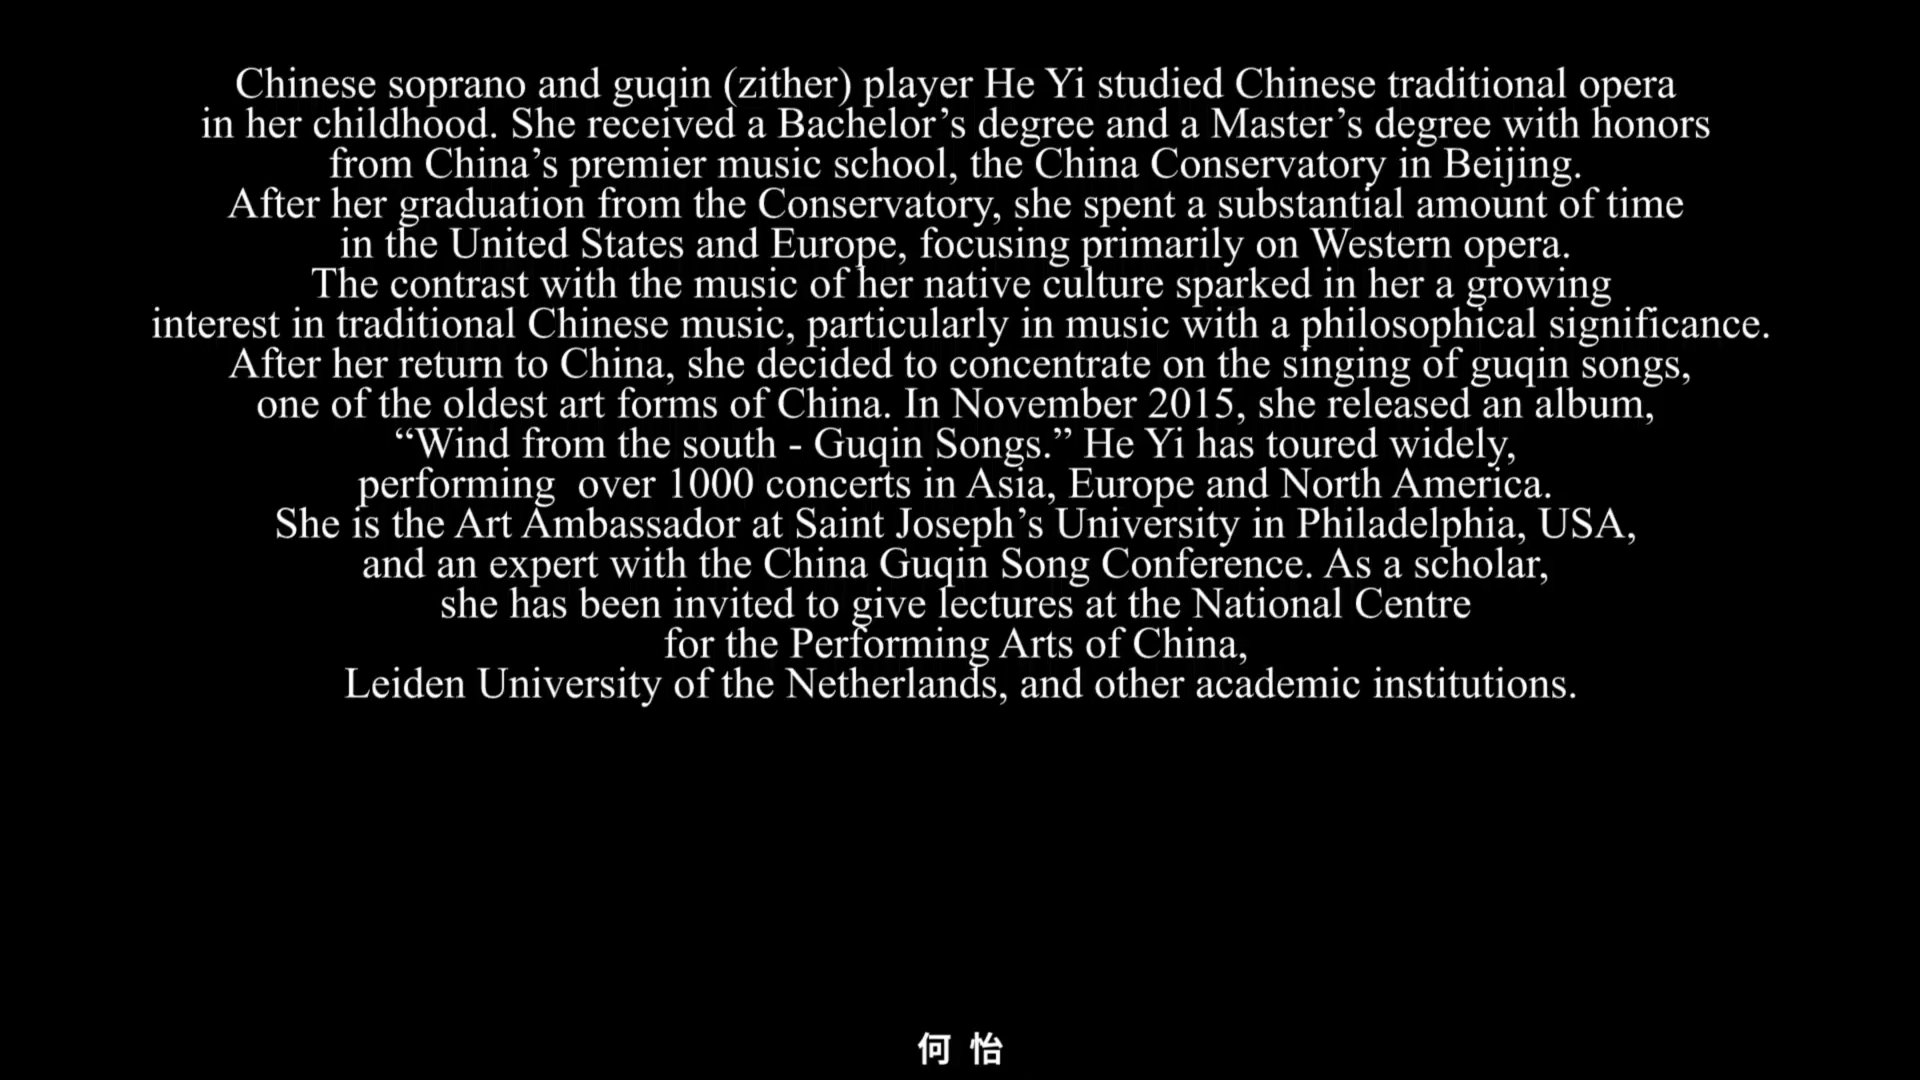 Chinese soprano and guqin (zither) player He Yi studied Chinese traditional opera
in her childhood. She received a Bachelor’s degree and a Master’s degree with honors
from China’s premier music school, the China Conservatory in Beijing.
After her graduation from the Conservatory, she spent a substantial amount of time
in the United States and Europe, focusing primarily on Western opera.
The contrast with the music of her native culture sparked in her a growing
interest in traditional Chinese music, particularly in music with a philosophical significance.
After her return to China, she decided to concentrate on the singing of guqin songs,
one of the oldest art forms of China. In November 2015, she released an album,
“Wind from the south - Guqin Songs.” He Yi has toured widely,
performing  over 1000 concerts in Asia, Europe and North America.
She is the Art Ambassador at Saint Joseph’s University in Philadelphia, USA,
and an expert with the China Guqin Song Conference. As a scholar,
she has been invited to give lectures at the National Centre
for the Performing Arts of China,
Leiden University of the Netherlands, and other academic institutions.
何 怡